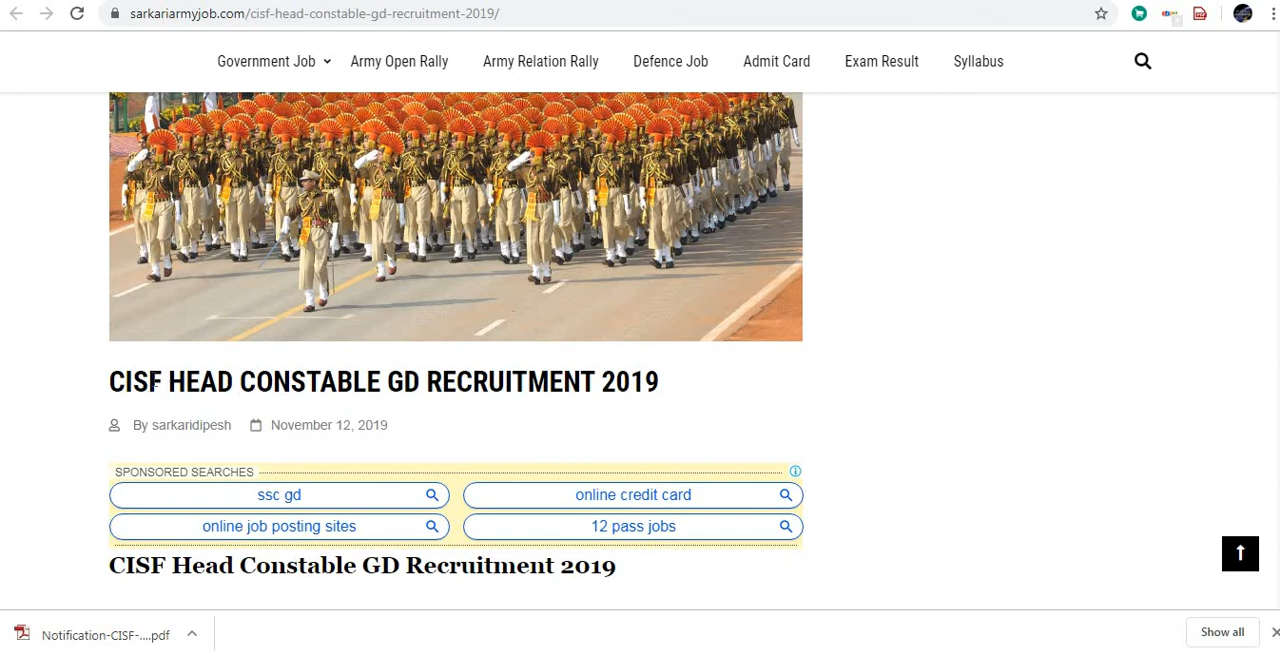 sarkariarmyjob.com/cisf-head-constable-gd-recruitment-2019/
Government Job Army Open Rally Army Relation Rally Defence Job Admit Card Exam Result Syllabus
CISF HEAD CONSTABLE GD RECRUITMENT 2019
By sarkaridipesh November 12, 2019
SPONSORED SEARCHES
ssc gd online credit card
online job posting sites 12 pass jobs
CISF Head Constable GD Recruitment 2019
Notification-CISF-....pdf Show all